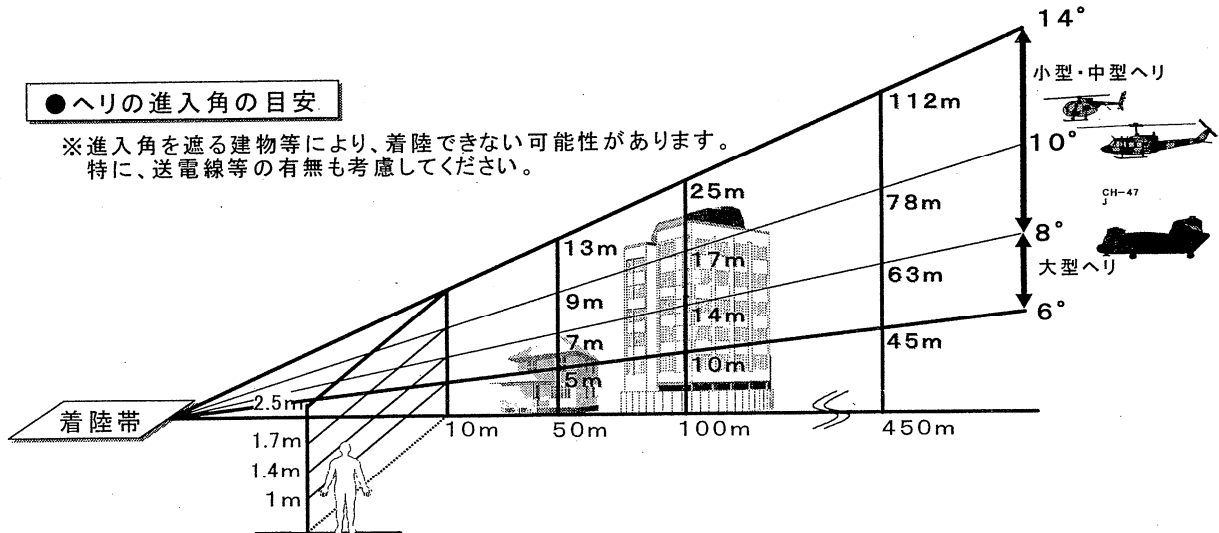 ●ヘリの進入角の目安
※進入角を遮る建物等により、着陸できない可能性があります。
特に、送電線等の有無も考慮してください。
14°
小型・中型ヘリ
10°
CH-47
J
8°
大型ヘリ
6°
112m
78m
63m
45m
25m
17m
14m
10m
13m
9m
7m
5m
2.5m
1.7m
1.4m
1m
着陸帯
10m
50m
100m
450m